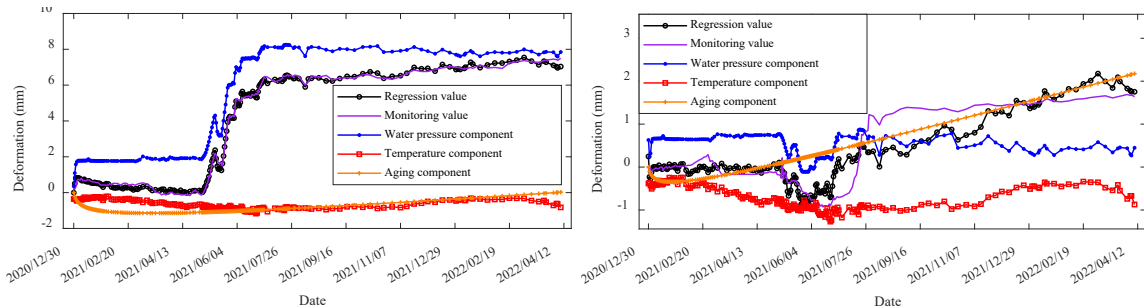 10
8
6
4
2
0
-2
Deformation (mm)
Regression value
Monitoring value
Water pressure component
Temperature component
Aging component
2020/12/30
2021/02/20
2021/04/13
2021/06/04
2021/07/26
2021/09/16
2021/11/07
2021/12/29
2022/02/19
2022/04/12
Date
3
2
1
0
-1
Deformation (mm)
Regression value
Monitoring value
Water pressure component
Temperature component
Aging component
2020/12/30
2021/02/20
2021/04/13
2021/06/04
2021/07/26
2021/09/16
2021/11/07
2021/12/29
2022/02/19
2022/04/12
Date